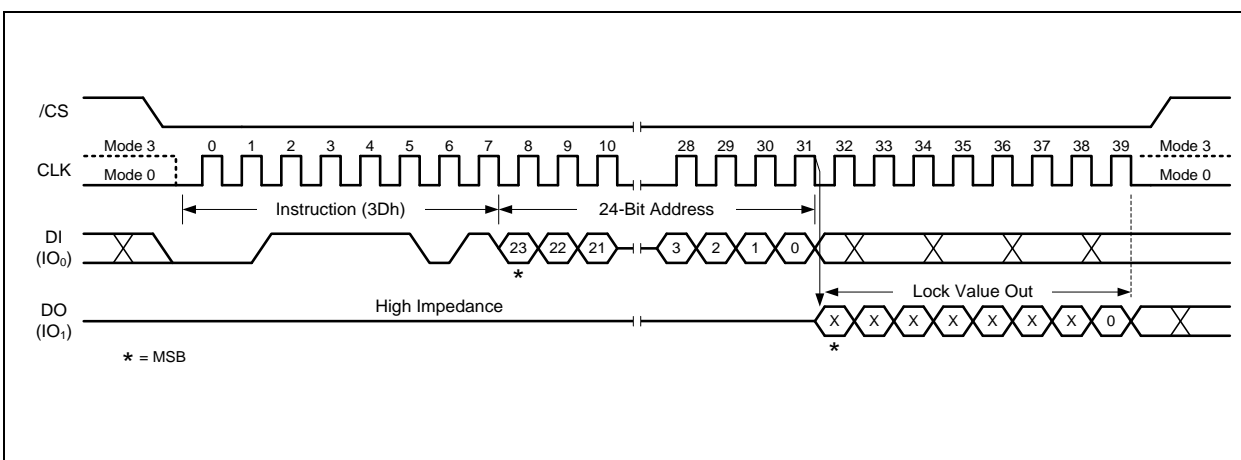 /CS
Mode 3 0 1 2 3 4 5 6 7 8 9 10 28 29 30 31 32 33 34 35 36 37 38 39 Mode 3
CLK
Mode 0 Mode 0
Instruction (3Dh) 24-Bit Address
DI
(IO₀)
23 22 21 3 2 1 0
*
Lock Value Out
High Impedance
DO
(IO₁)
X X X X X X X 0
*
* = MSB